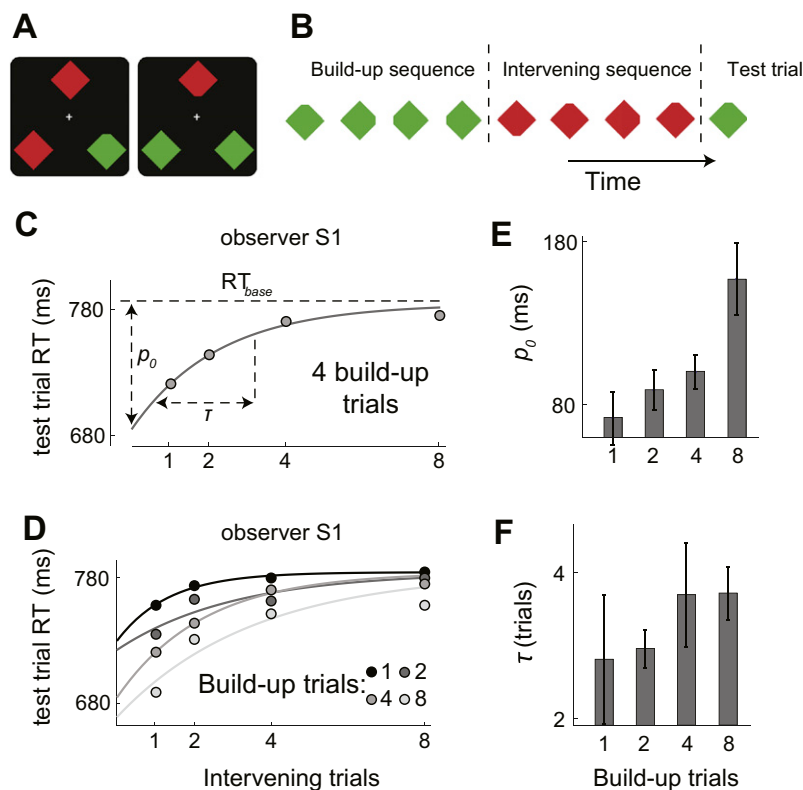 A
B
Build-up sequence
Intervening sequence
Test trial
Time
C
observer S1
test trial RT (ms)
780
680
RTbase
p0
τ
4 build-up
trials
1 2 4 8
D
observer S1
test trial RT (ms)
780
680
Build-up trials: 1 2
4 8
1 2 4 8
Intervening trials
E
p0 (ms)
180
80
1 2 4 8
F
τ (trials)
4
2
1 2 4 8
Build-up trials